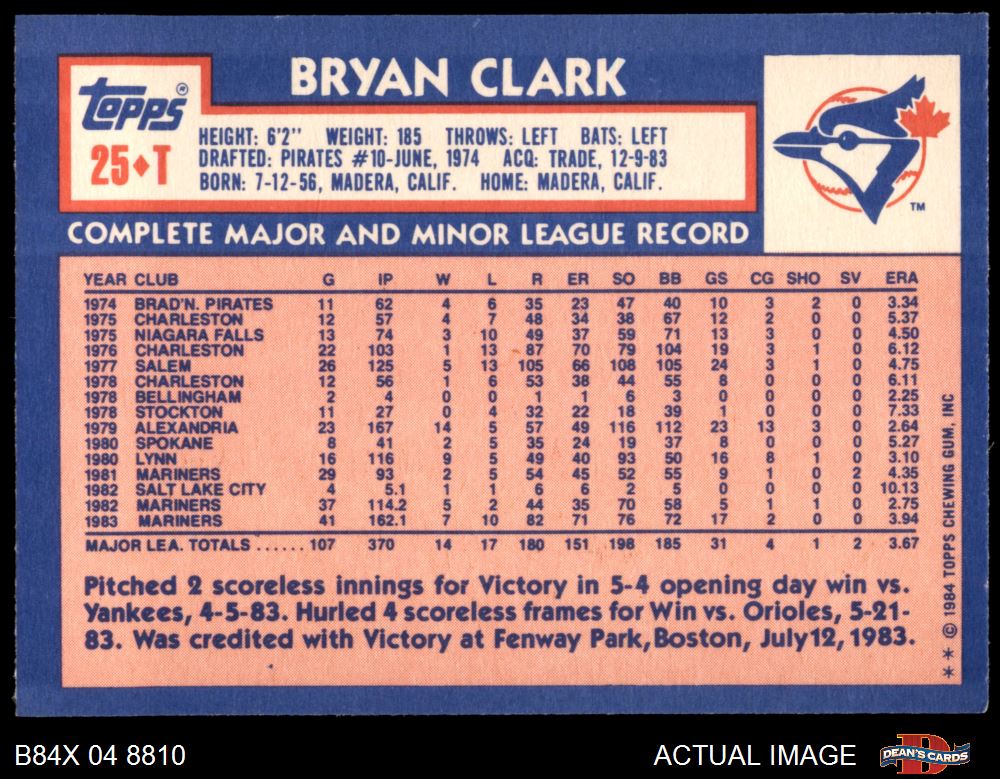 BRYAN CLARK
Topps®
25♦T
HEIGHT: 6'2" WEIGHT: 185 THROWS: LEFT BATS: LEFT
DRAFTED: PIRATES #10-JUNE, 1974 ACQ: TRADE, 12-9-83
BORN: 7-12-56, MADERA, CALIF. HOME: MADERA, CALIF.
TM
COMPLETE MAJOR AND MINOR LEAGUE RECORD
YEAR CLUB G IP W L R ER SO BB GS CG SHO SV ERA
1974 BRAD'N. PIRATES 11 62 4 6 35 23 47 40 10 3 2 0 3.34
1975 CHARLESTON 12 57 4 7 48 34 38 67 12 2 0 0 5.37
1975 NIAGARA FALLS 13 74 3 10 49 37 59 71 13 3 0 0 4.50
1976 CHARLESTON 22 103 1 13 87 70 79 104 19 3 1 0 6.12
1977 SALEM 26 125 5 13 105 66 108 105 24 3 1 0 4.75
1978 CHARLESTON 12 56 1 6 53 38 44 55 8 0 0 0 6.11
1978 BELLINGHAM 2 4 0 0 1 1 6 3 0 0 0 0 2.25
1978 STOCKTON 11 27 0 4 32 22 18 39 1 0 0 0 7.33
1979 ALEXANDRIA 23 167 14 5 57 49 116 112 23 13 3 0 2.64
1980 SPOKANE 8 41 2 5 35 24 19 37 8 0 0 0 5.27
1980 LYNN 16 116 9 5 49 40 93 50 16 8 1 0 3.10
1981 MARINERS 29 93 2 5 54 45 52 55 9 1 0 2 4.35
1982 SALT LAKE CITY 4 5.1 1 1 6 6 2 5 0 0 0 0 10.13
1982 MARINERS 37 114.2 5 2 44 35 70 58 5 1 1 0 2.75
1983 MARINERS 41 162.1 7 10 82 71 76 72 17 2 0 0 3.94
MAJOR LEA. TOTALS ...... 107 370 14 17 180 151 198 185 31 4 1 2 3.67
Pitched 2 scoreless innings for Victory in 5-4 opening day win vs.
Yankees, 4-5-83. Hurled 4 scoreless frames for Win vs. Orioles, 5-21-
83. Was credited with Victory at Fenway Park, Boston, July 12, 1983.
* * © 1984 TOPPS CHEWING GUM, INC
B84X 04 8810
ACTUAL IMAGE
DEAN'S CARDS